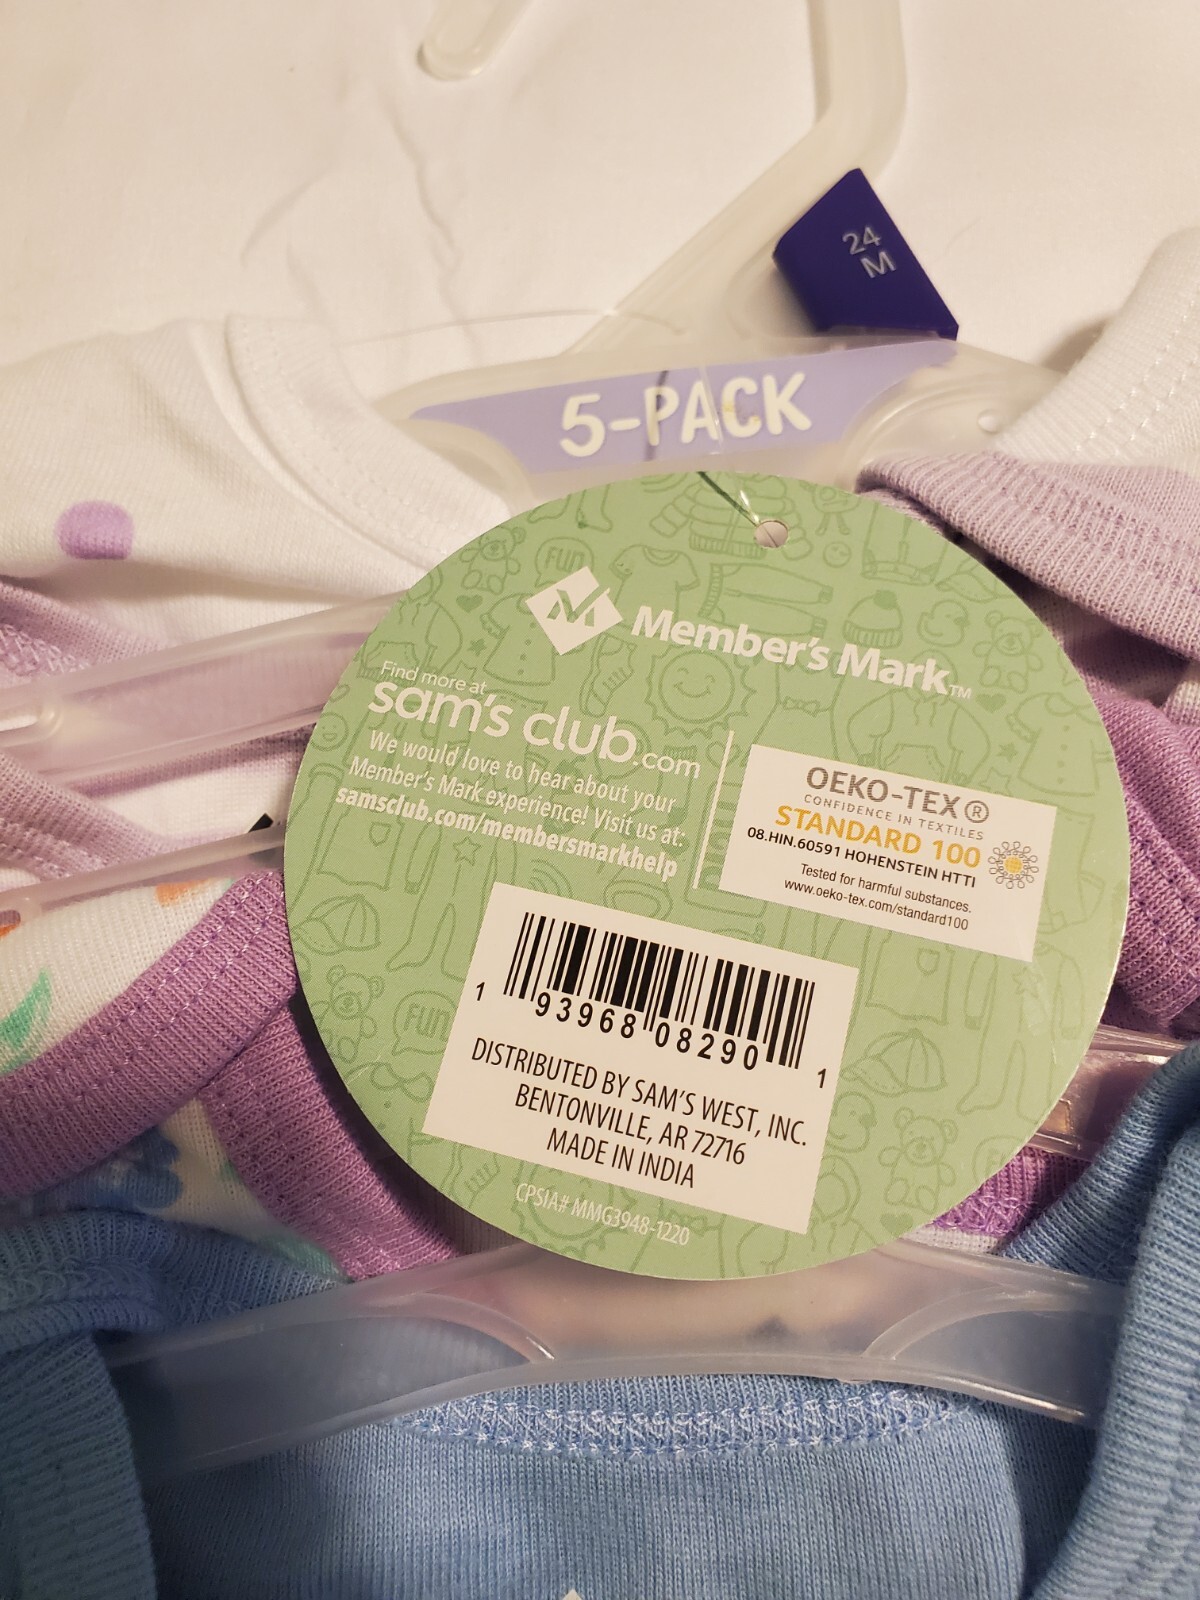 24
M
5-PACK
FUN
Member's Mark™
Find more at
sam's club.com
We would love to hear about your
Member's Mark experience! Visit us at:
samsclub.com/membersmarkhelp
OEKO-TEX®
CONFIDENCE IN TEXTILES
STANDARD 100
08.HIN.60591 HOHENSTEIN HTTI
Tested for harmful substances.
www.oeko-tex.com/standard100
FUN
1 93968 08290 1
DISTRIBUTED BY SAM'S WEST, INC.
BENTONVILLE, AR 72716
MADE IN INDIA
CPSIA# MMG3948-1220